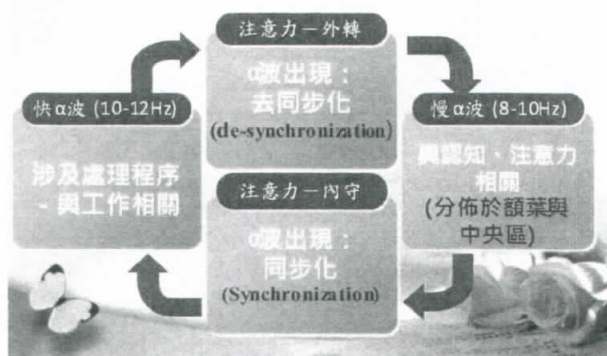 注意力－外轉
α波出現：
去同步化
(de-synchronization)
快α波 (10-12Hz)
涉及處理程序
- 與工作相關
慢α波 (8-10Hz)
與認知、注意力
相關
(分佈於額葉與
中央區)
注意力－內守
α波出現：
同步化
(Synchronization)